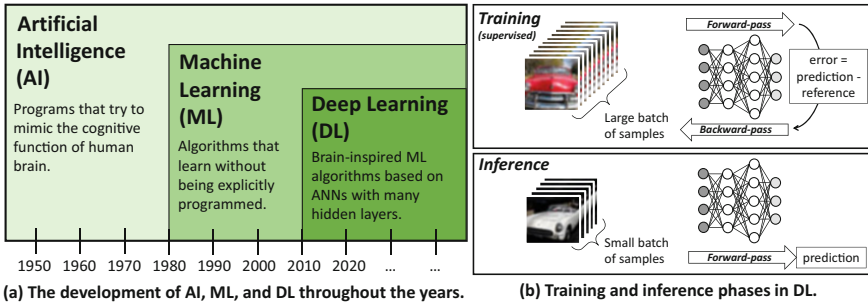 Artificial
Intelligence
(AI)
Programs that try to
mimic the cognitive
function of human
brain.
Machine
Learning
(ML)
Algorithms that
learn without
being explicitly
programmed.
Deep Learning
(DL)
Brain-inspired ML
algorithms based on
ANNs with many
hidden layers.
1950 1960 1970 1980 1990 2000 2010 2020 ... ...
(a) The development of AI, ML, and DL throughout the years.
Training
(supervised)
Large batch
of samples
Forward-pass
error =
prediction -
reference
Backward-pass
Inference
Small batch
of samples
Forward-pass
prediction
(b) Training and inference phases in DL.